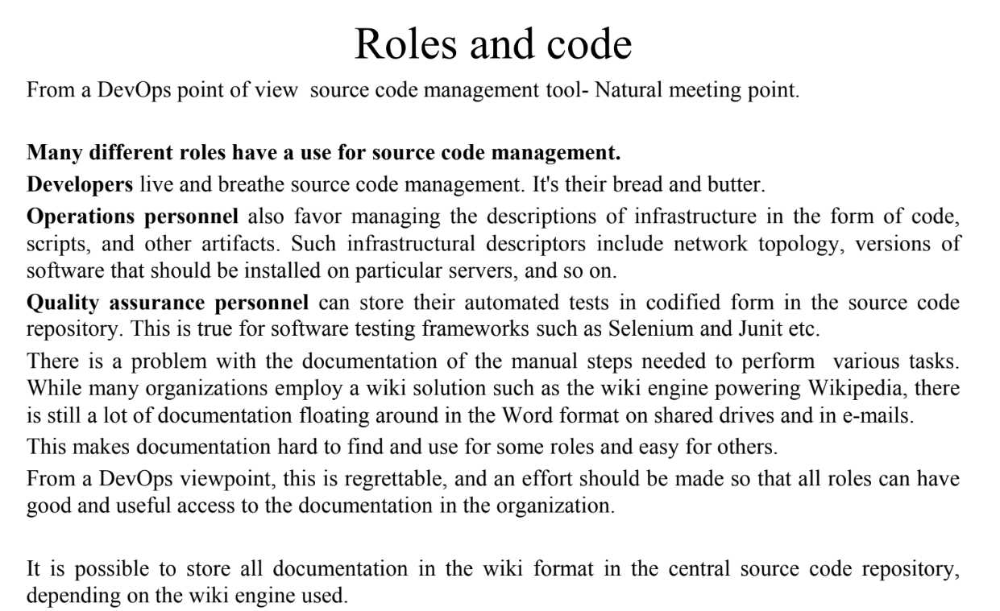 Roles and code
From a DevOps point of view  source code management tool- Natural meeting point.
Many different roles have a use for source code management.
Developers live and breathe source code management. It's their bread and butter.
Operations personnel also favor managing the descriptions of infrastructure in the form of code,
scripts, and other artifacts. Such infrastructural descriptors include network topology, versions of
software that should be installed on particular servers, and so on.
Quality assurance personnel can store their automated tests in codified form in the source code
repository. This is true for software testing frameworks such as Selenium and Junit etc.
There is a problem with the documentation of the manual steps needed to perform  various tasks.
While many organizations employ a wiki solution such as the wiki engine powering Wikipedia, there
is still a lot of documentation floating around in the Word format on shared drives and in e-mails.
This makes documentation hard to find and use for some roles and easy for others.
From a DevOps viewpoint, this is regrettable, and an effort should be made so that all roles can have
good and useful access to the documentation in the organization.
It is possible to store all documentation in the wiki format in the central source code repository,
depending on the wiki engine used.